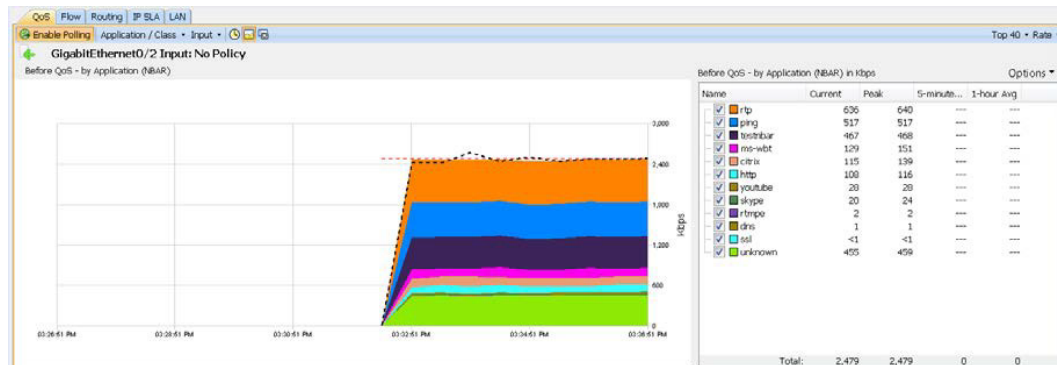 QoS Flow Routing IP SLA LAN
Enable Polling Application / Class Input Top 40 Rate
GigabitEthernet0/2 Input: No Policy
Before QoS - by Application (NBAR)
3,000
2,400
1,800
1,200
600
0
Kbps
03:26:51 PM 03:28:51 PM 03:30:51 PM 03:32:51 PM 03:34:51 PM 03:36:51 PM
Before QoS - by Application (NBAR) in Kbps Options
Name Current Peak 5-minute... 1-hour Avg
rtp 636 640 --- ---
ping 517 517 --- ---
testnbar 467 468 --- ---
ms-wbt 129 151 --- ---
citrix 115 139 --- ---
http 108 116 --- ---
youtube 28 28 --- ---
skype 20 24 --- ---
rtmpe 2 2 --- ---
dns 1 1 --- ---
ssl <1 <1 --- ---
unknown 455 459 --- ---
Total: 2,479 2,479 0 0